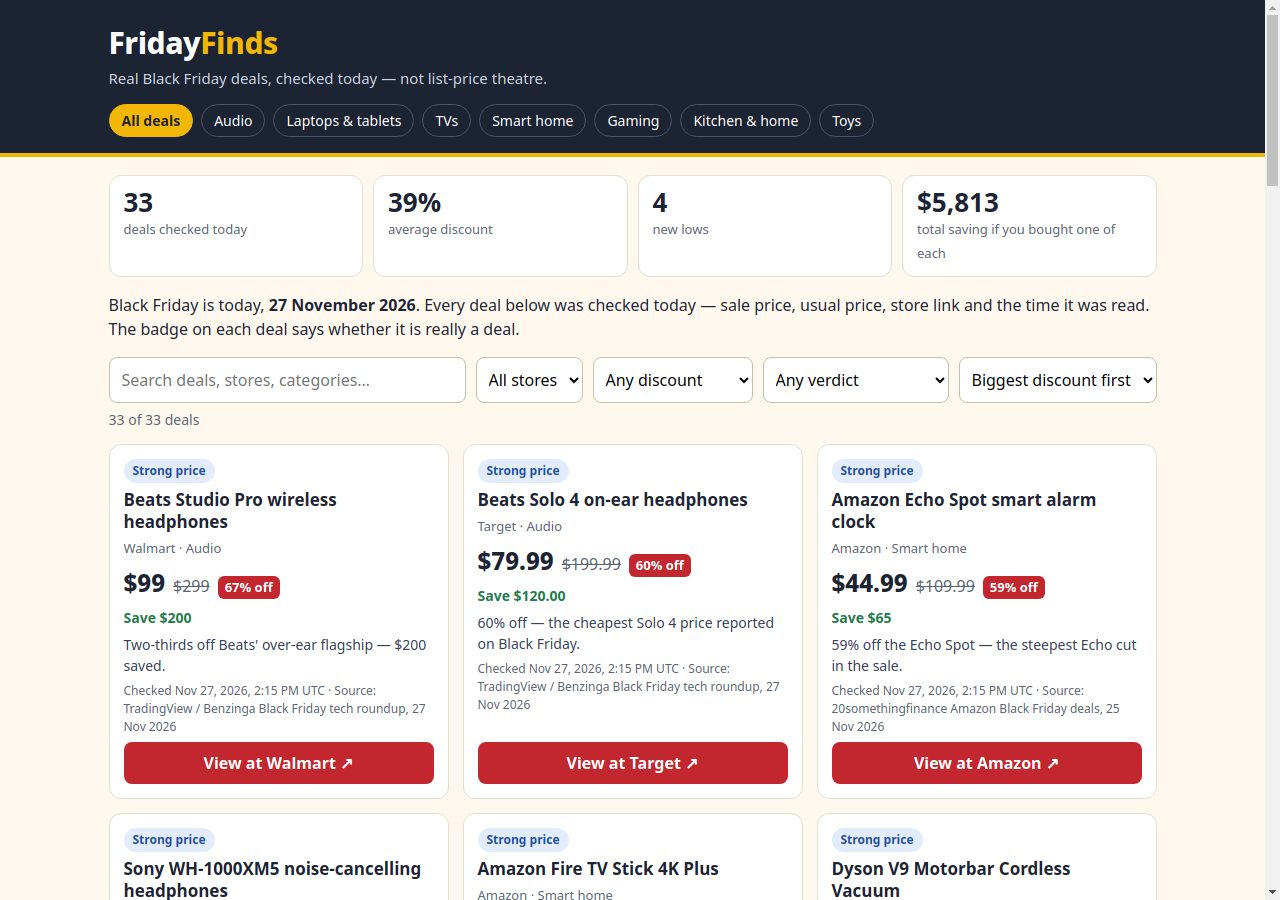 FridayFinds
Real Black Friday deals, checked today — not list-price theatre.
All deals
Audio
Laptops & tablets
TVs
Smart home
Gaming
Kitchen & home
Toys
33
deals checked today
39%
average discount
4
new lows
$5,813
total saving if you bought one of
each
Black Friday is today, 27 November 2026. Every deal below was checked today — sale price, usual price, store link and the time it was read.
The badge on each deal says whether it is really a deal.
Search deals, stores, categories...
All stores
Any discount
Any verdict
Biggest discount first
33 of 33 deals
Strong price
Beats Studio Pro wireless
headphones
Walmart · Audio
$99 $299 67% off
Save $200
Two-thirds off Beats' over-ear flagship — $200
saved.
Checked Nov 27, 2026, 2:15 PM UTC · Source:
TradingView / Benzinga Black Friday tech roundup, 27
Nov 2026
View at Walmart ↗
Strong price
Beats Solo 4 on-ear headphones
Target · Audio
$79.99 $199.99 60% off
Save $120.00
60% off — the cheapest Solo 4 price reported
on Black Friday.
Checked Nov 27, 2026, 2:15 PM UTC · Source:
TradingView / Benzinga Black Friday tech roundup, 27
Nov 2026
View at Target ↗
Strong price
Amazon Echo Spot smart alarm
clock
Amazon · Smart home
$44.99 $109.99 59% off
Save $65
59% off the Echo Spot — the steepest Echo cut
in the sale.
Checked Nov 27, 2026, 2:15 PM UTC · Source:
20somethingfinance Amazon Black Friday deals, 25
Nov 2026
View at Amazon ↗
Strong price
Sony WH-1000XM5 noise-cancelling
headphones
Strong price
Amazon Fire TV Stick 4K Plus
Amazon · Smart home
Strong price
Dyson V9 Motorbar Cordless
Vacuum